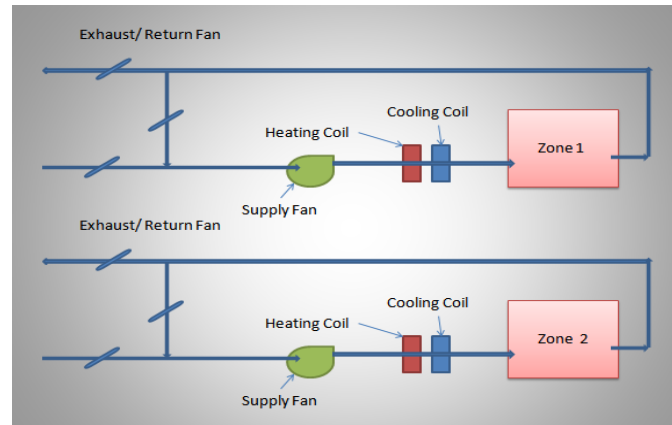 Exhaust/ Return Fan
Cooling Coil
Heating Coil
Zone 1
Supply Fan
Exhaust/ Return Fan
Cooling Coil
Heating Coil
Zone 2
Supply Fan